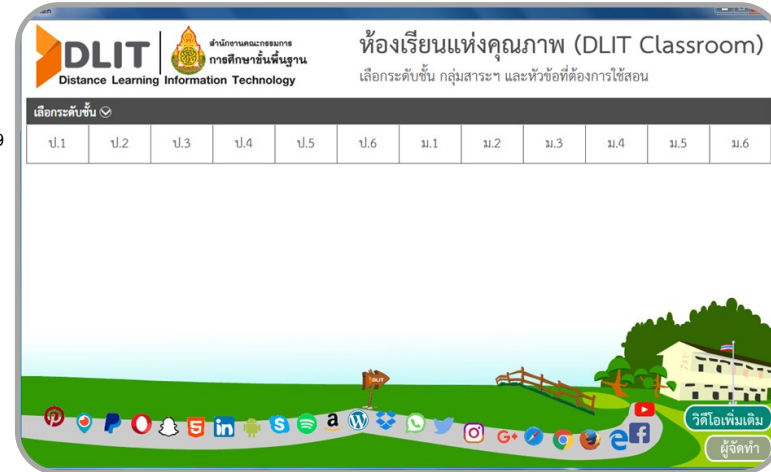 DLIT
Distance Learning Information Technology
สำนักงานคณะกรรมการ
การศึกษาขั้นพื้นฐาน
ห้องเรียนแห่งคุณภาพ (DLIT Classroom)
เลือกระดับชั้น กลุ่มสาระฯ และหัวข้อที่ต้องการใช้สอน
เลือกระดับชั้น
ป.1 ป.2 ป.3 ป.4 ป.5 ป.6 ม.1 ม.2 ม.3 ม.4 ม.5 ม.6
9
DLIT
in S a G+
วิดีโอเพิ่มเติม
ผู้จัดทำ